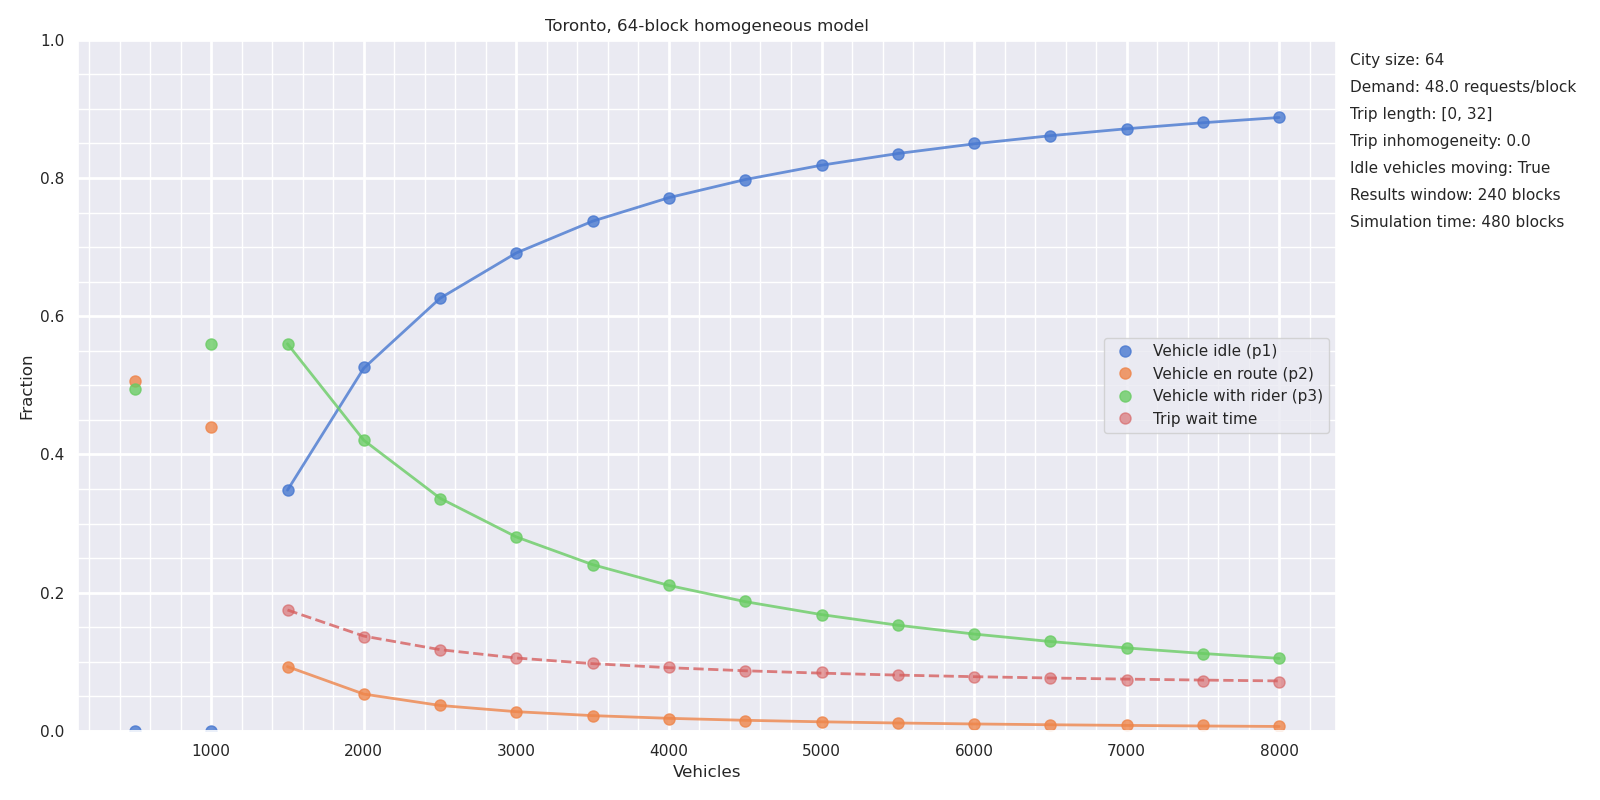 Toronto, 64-block homogeneous model
1.0
0.8
0.6
0.4
0.2
0.0
Fraction
1000 2000 3000 4000 5000 6000 7000 8000
Vehicles
Vehicle idle (p1)
Vehicle en route (p2)
Vehicle with rider (p3)
Trip wait time
City size: 64
Demand: 48.0 requests/block
Trip length: [0, 32]
Trip inhomogeneity: 0.0
Idle vehicles moving: True
Results window: 240 blocks
Simulation time: 480 blocks